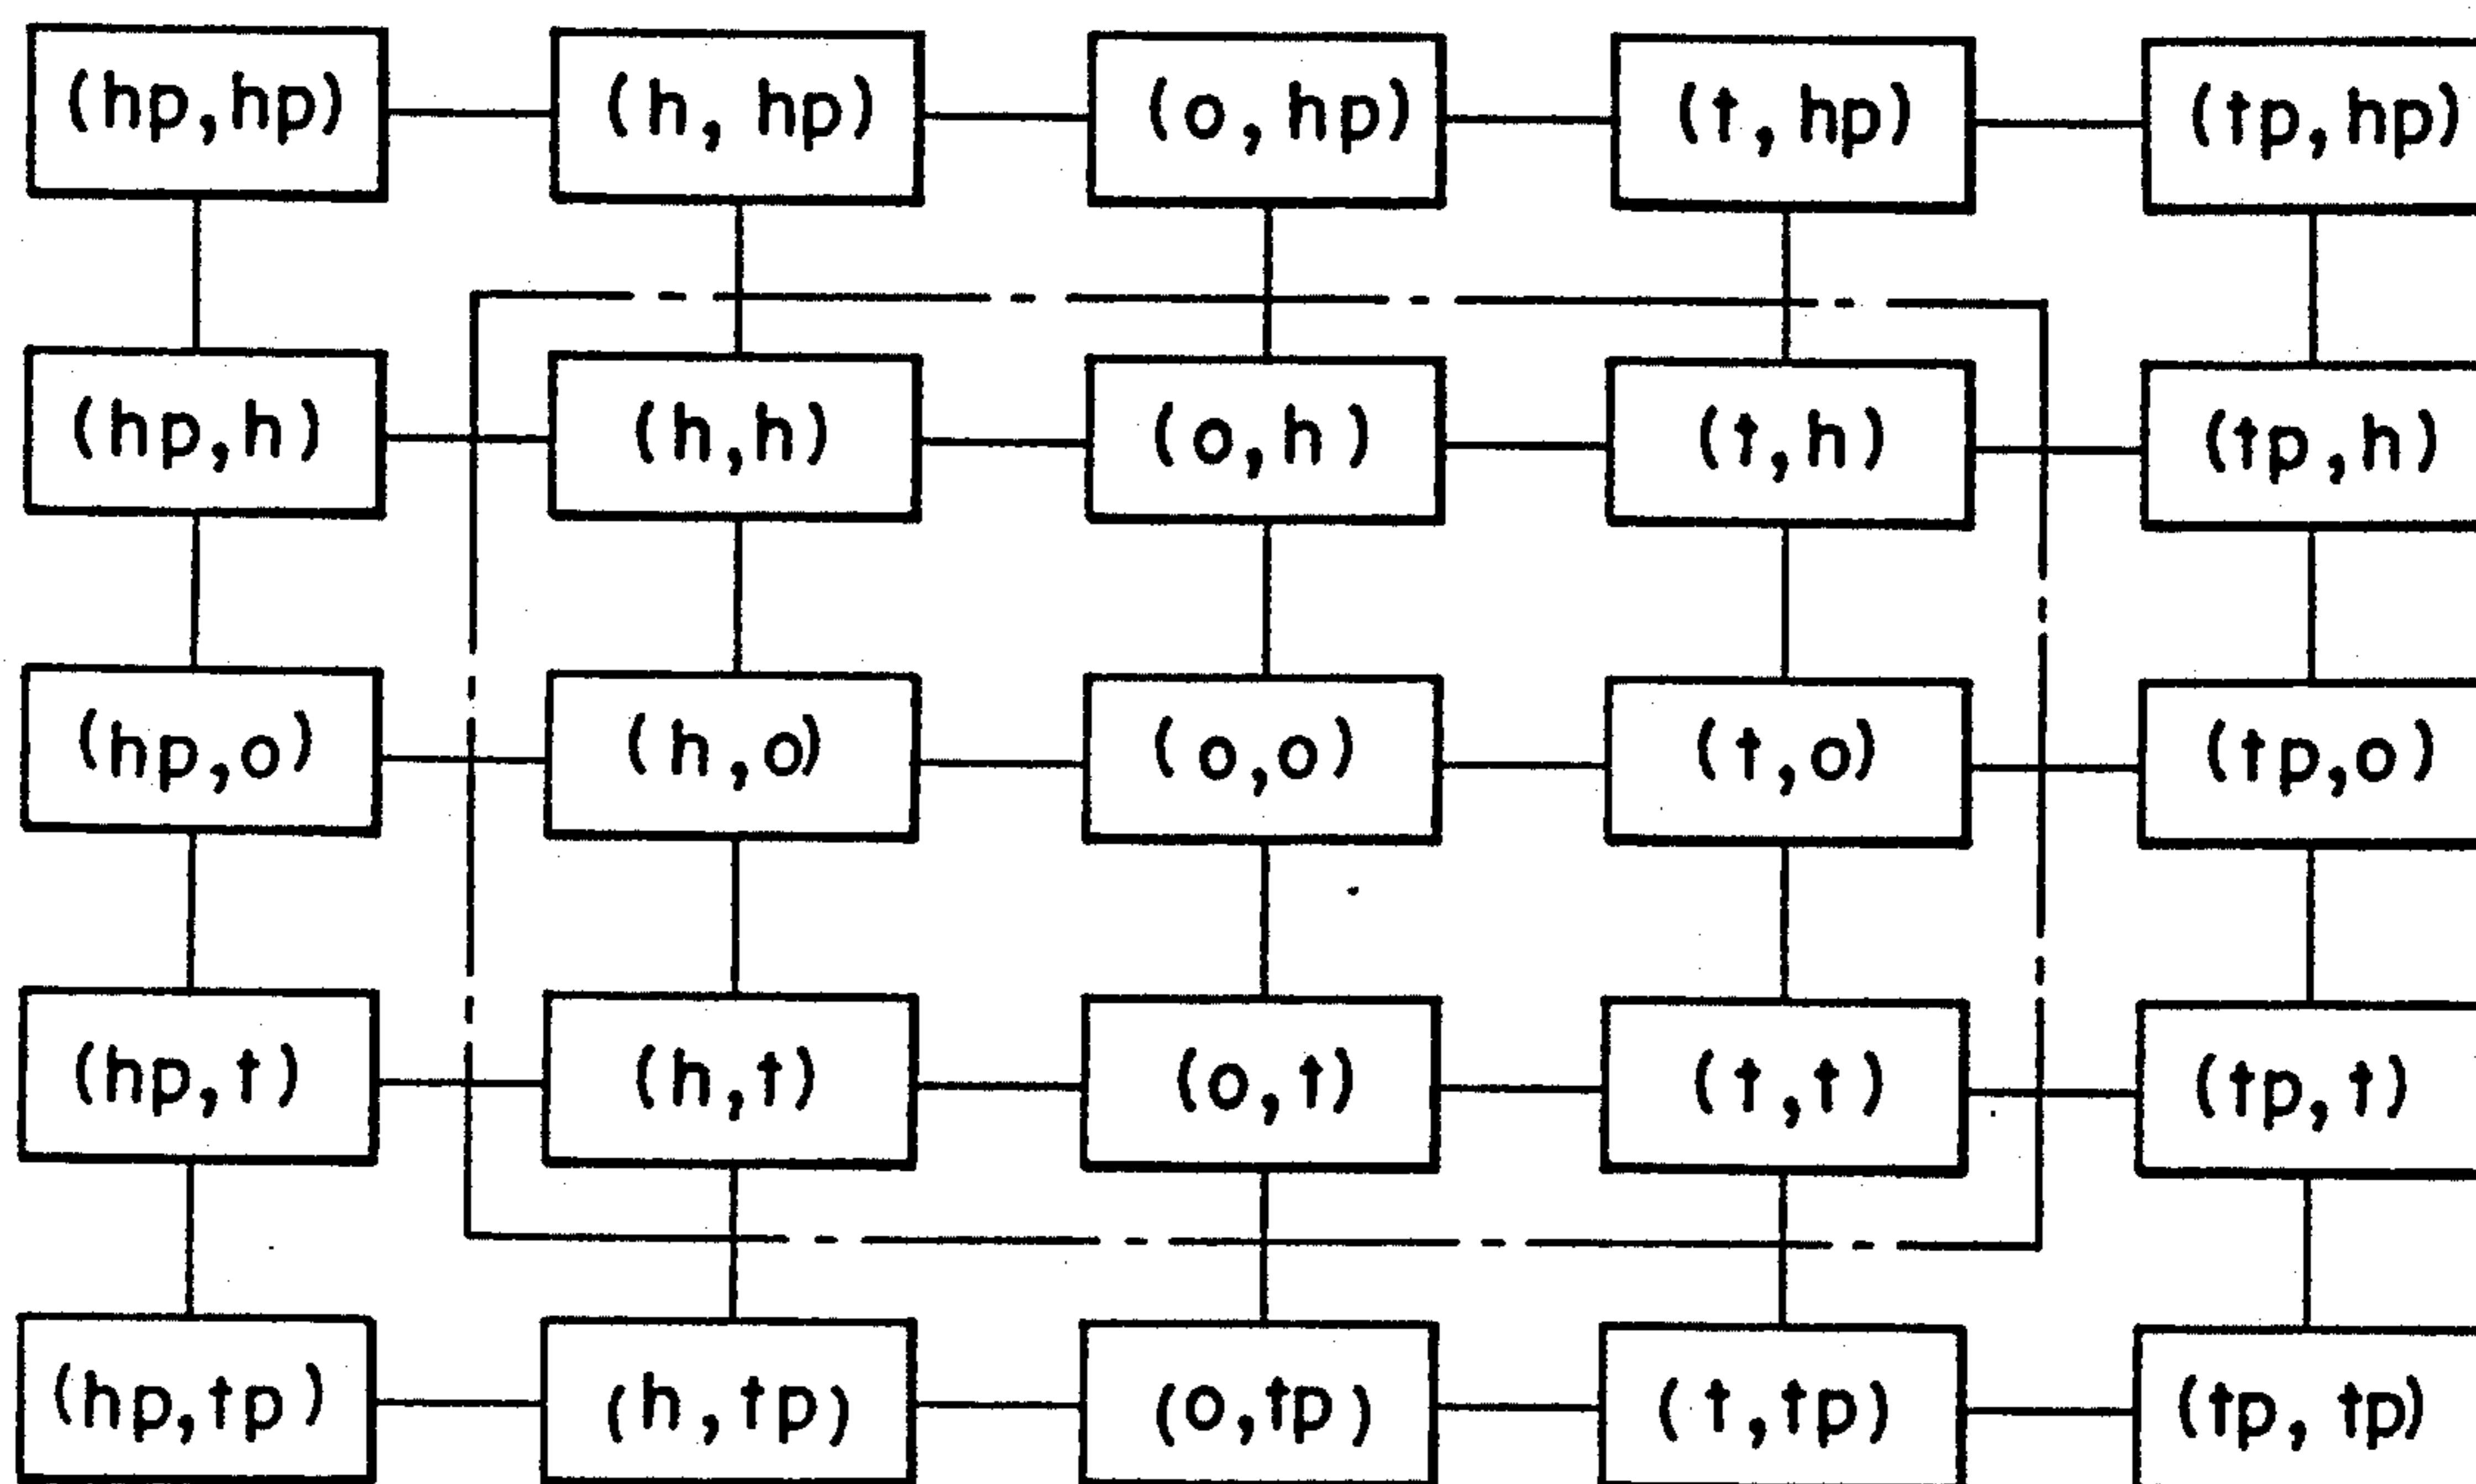 (hp,hp) (h, hp) (o, hp) (t, hp) (tp, hp)
(hp,h) (h,h) (o,h) (t,h) (tp,h)
(hp,o) (h,o) (o,o) (t,o) (tp,o)
(hp,t) (h,t) (o,t) (t,t) (tp,t)
(hp,tp) (h,tp) (o,tp) (t,tp) (tp, tp)